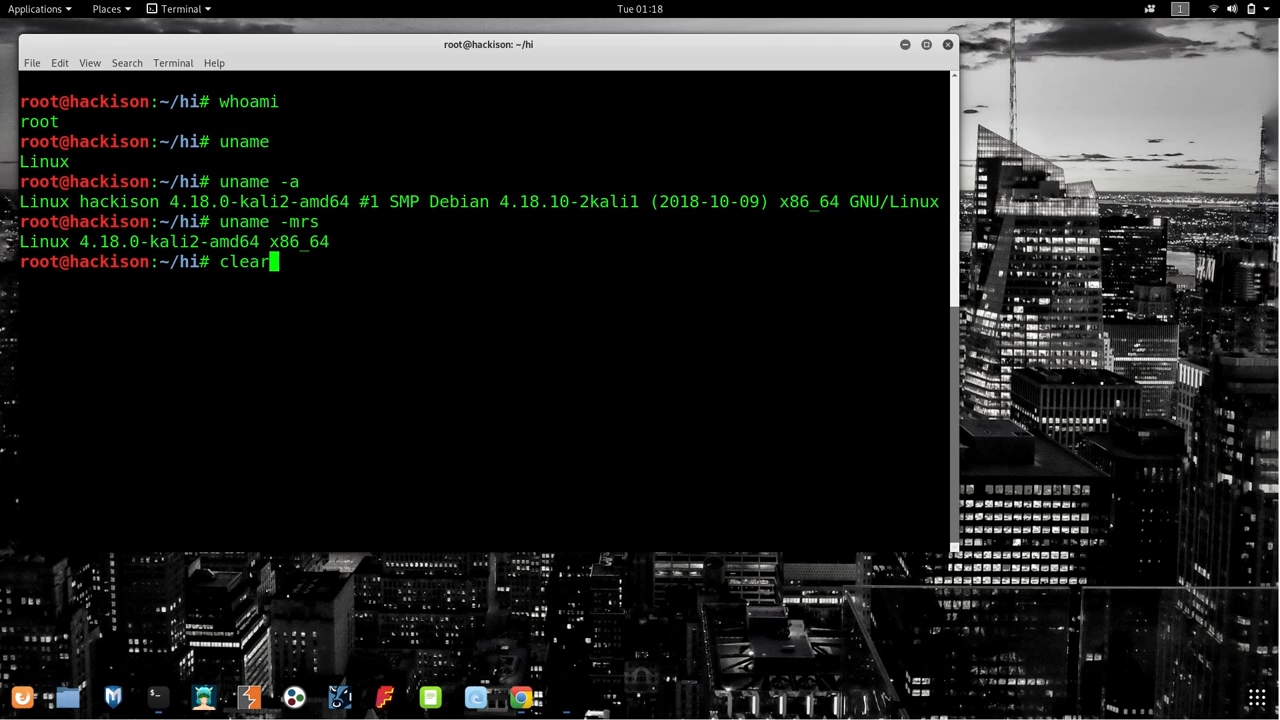 Applications Places Terminal Tue 01:18 1
root@hackison: ~/hi
File Edit View Search Terminal Help
root@hackison:~/hi# whoami
root
root@hackison:~/hi# uname
Linux
root@hackison:~/hi# uname -a
Linux hackison 4.18.0-kali2-amd64 #1 SMP Debian 4.18.10-2kali1 (2018-10-09) x86_64 GNU/Linux
root@hackison:~/hi# uname -mrs
Linux 4.18.0-kali2-amd64 x86_64
root@hackison:~/hi# clear